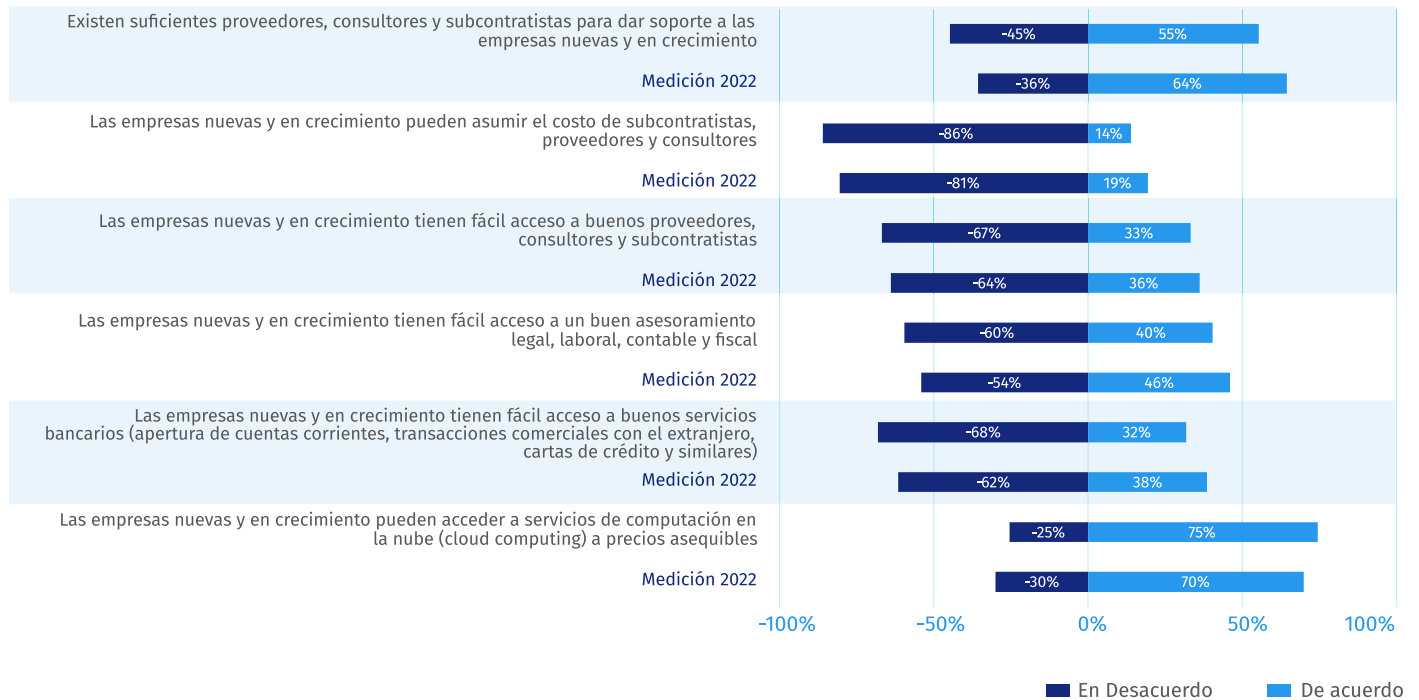 Existen suficientes proveedores, consultores y subcontratistas para dar soporte a las
empresas nuevas y en crecimiento
-45% 55%
Medición 2022
-36% 64%
Las empresas nuevas y en crecimiento pueden asumir el costo de subcontratistas,
proveedores y consultores
-86% 14%
Medición 2022
-81% 19%
Las empresas nuevas y en crecimiento tienen fácil acceso a buenos proveedores,
consultores y subcontratistas
-67% 33%
Medición 2022
-64% 36%
Las empresas nuevas y en crecimiento tienen fácil acceso a un buen asesoramiento
legal, laboral, contable y fiscal
-60% 40%
Medición 2022
-54% 46%
Las empresas nuevas y en crecimiento tienen fácil acceso a buenos servicios
bancarios (apertura de cuentas corrientes, transacciones comerciales con el extranjero,
cartas de crédito y similares)
-68% 32%
Medición 2022
-62% 38%
Las empresas nuevas y en crecimiento pueden acceder a servicios de computación en
la nube (cloud computing) a precios asequibles
-25% 75%
Medición 2022
-30% 70%
-100% -50% 0% 50% 100%
En Desacuerdo De acuerdo